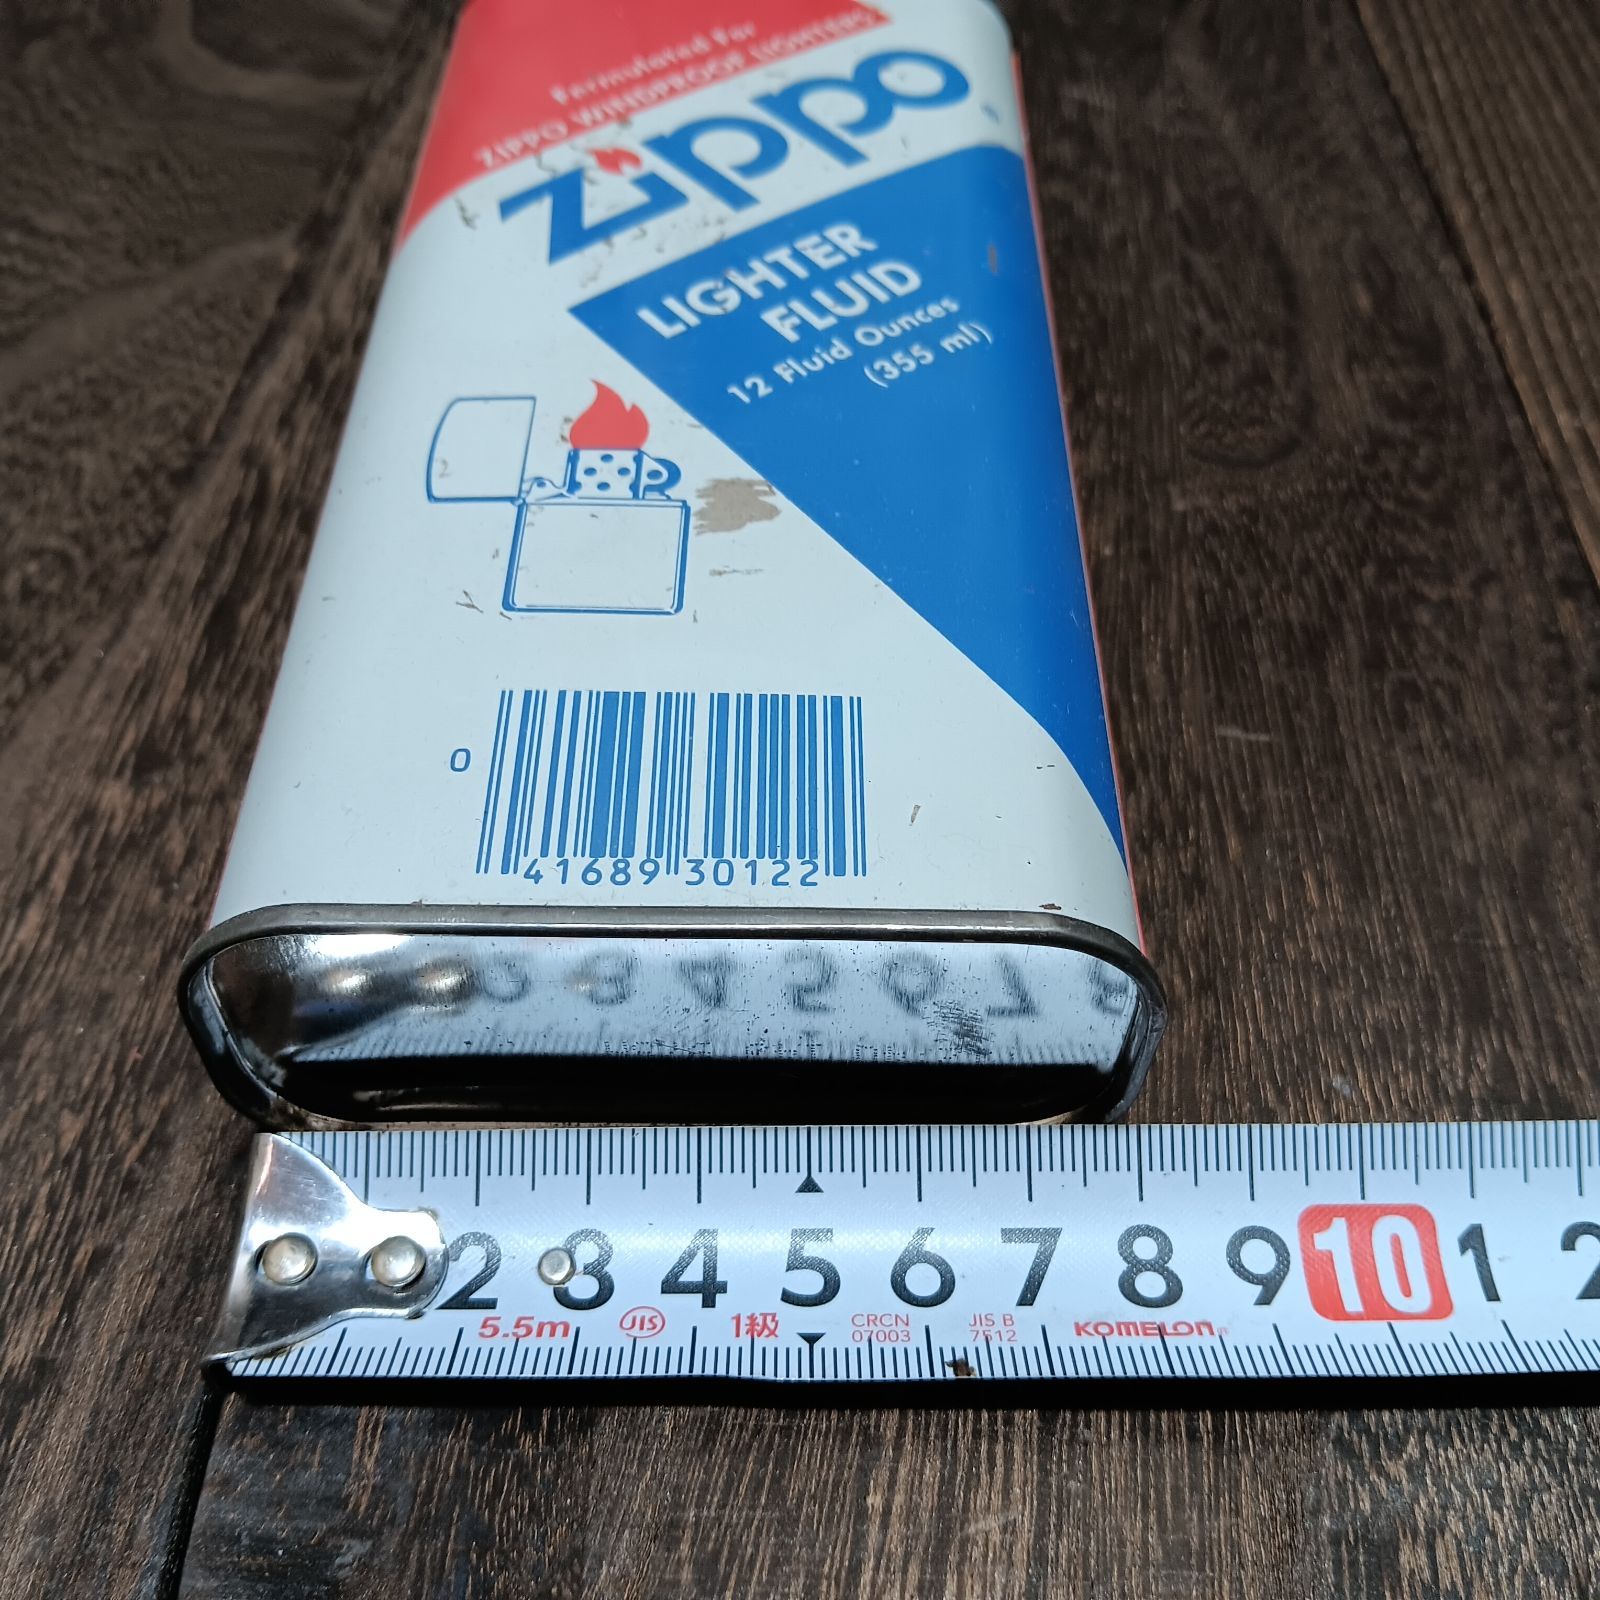 Formulated for
ZIPPO WINDPROOF LIGHTERS
zippo
LIGHTER
FLUID
12 Fluid Ounces
(355 ml)
0
41689 30122
2 3 4 5 6 7 8 9 10 1 2
5.5m JIS 1級 CRCN 07003 JIS B 7512 KOMELON